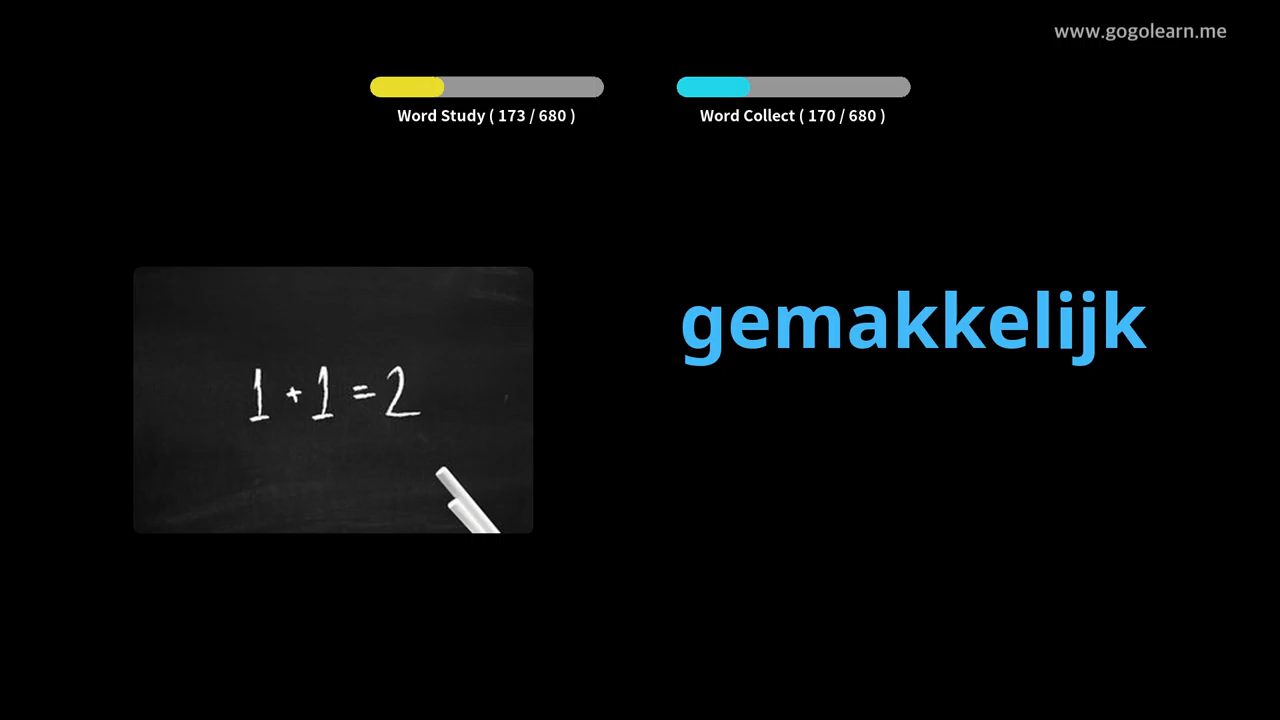 www.gogolearn.me
Word Study ( 173 / 680 )
Word Collect ( 170 / 680 )
gemakkelijk
1 + 1 = 2